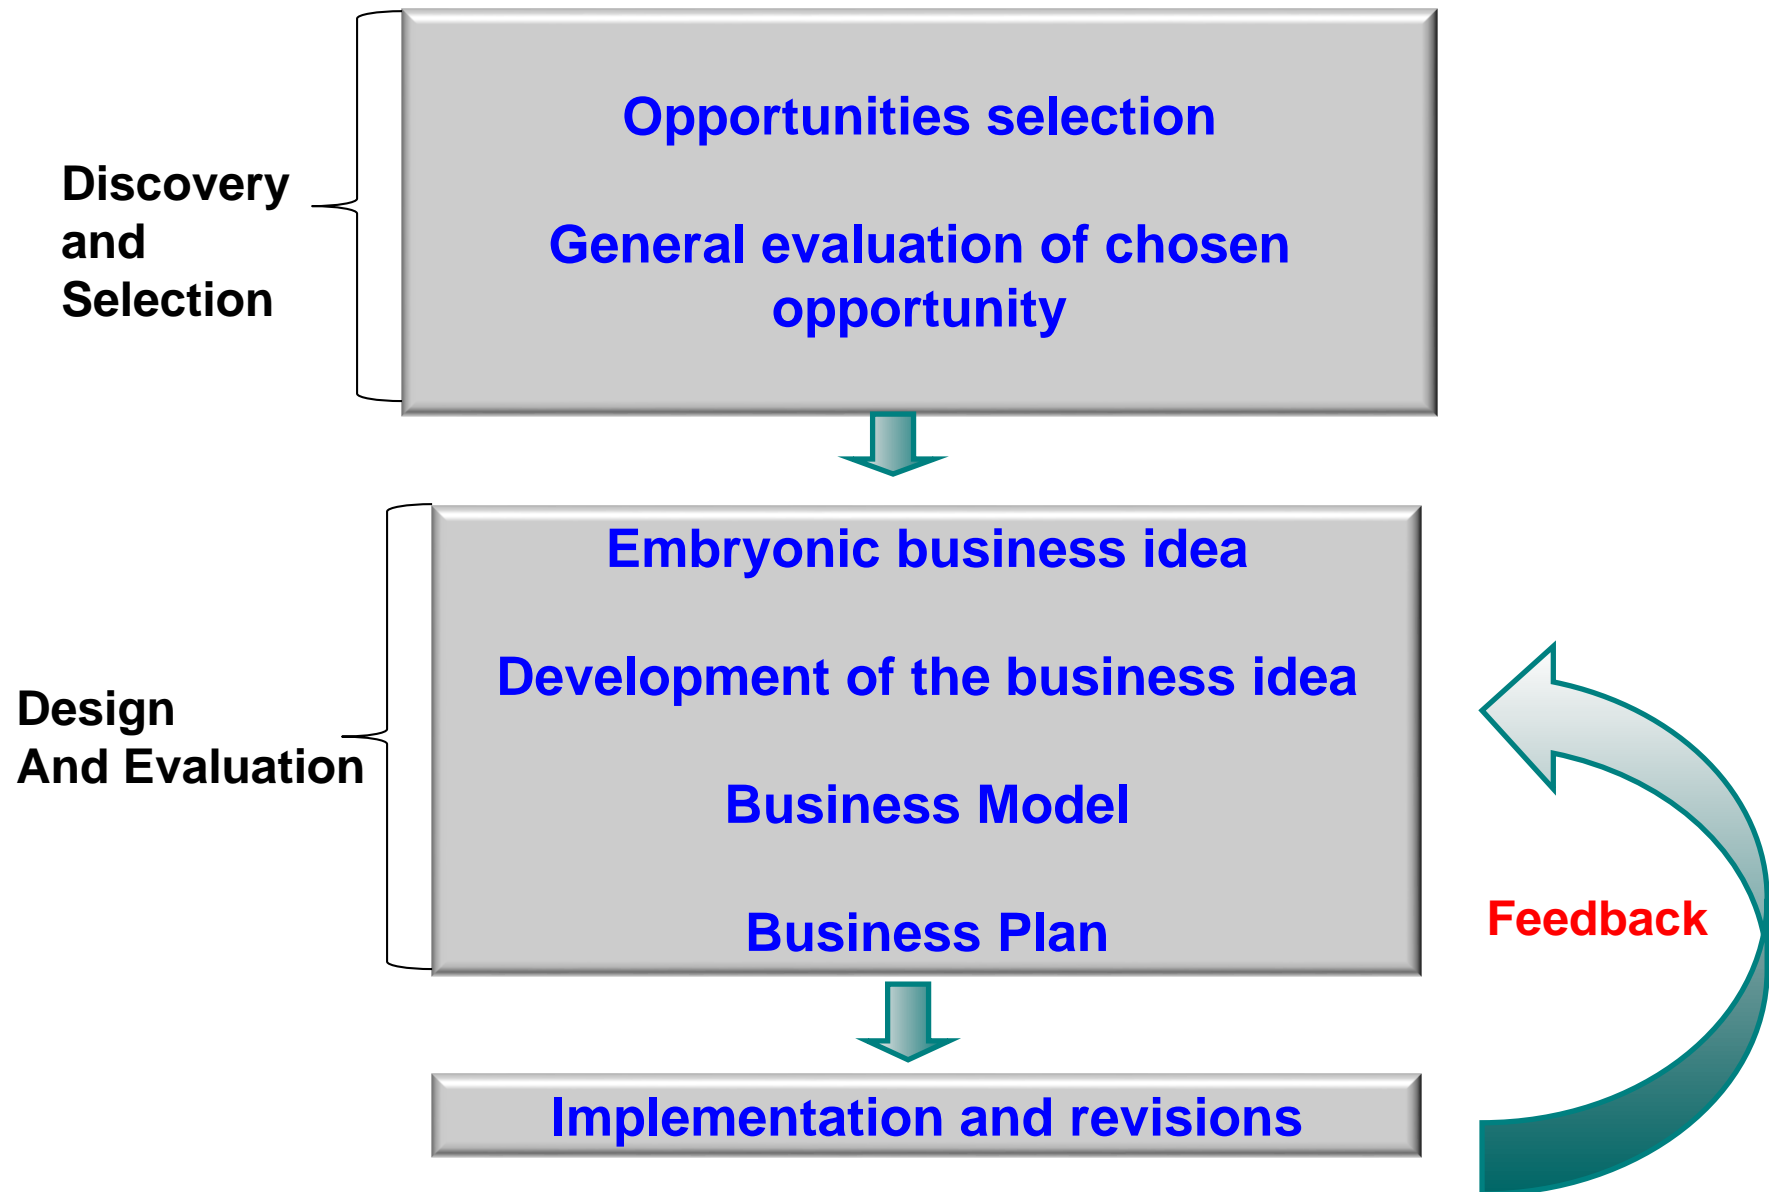 Discovery
and
Selection
Opportunities selection
General evaluation of chosen
opportunity
Design
And Evaluation
Embryonic business idea
Development of the business idea
Business Model
Business Plan
Feedback
Implementation and revisions